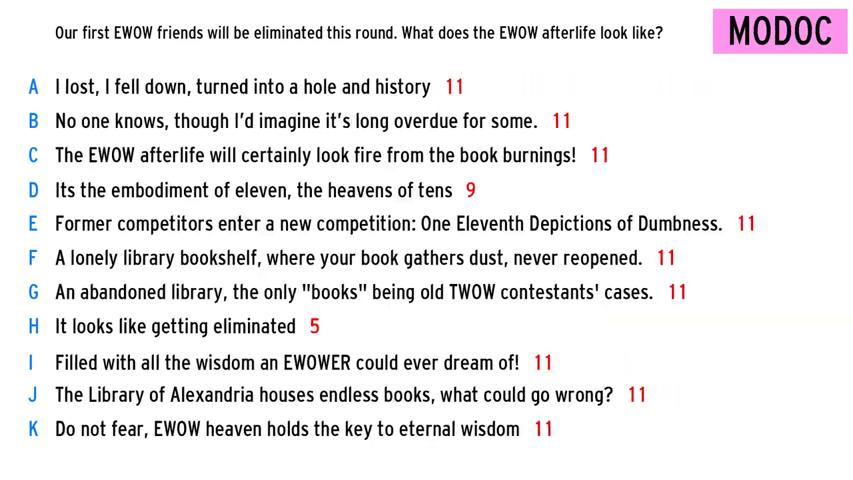 Our first EWOW friends will be eliminated this round. What does the EWOW afterlife look like?
MODOC
A I lost, I fell down, turned into a hole and history 11
B No one knows, though I'd imagine it's long overdue for some. 11
C The EWOW afterlife will certainly look fire from the book burnings! 11
D Its the embodiment of eleven, the heavens of tens 9
E Former competitors enter a new competition: One Eleventh Depictions of Dumbness. 11
F A lonely library bookshelf, where your book gathers dust, never reopened. 11
G An abandoned library, the only "books" being old TWOW contestants' cases. 11
H It looks like getting eliminated 5
I Filled with all the wisdom an EWOWER could ever dream of! 11
J The Library of Alexandria houses endless books, what could go wrong? 11
K Do not fear, EWOW heaven holds the key to eternal wisdom 11